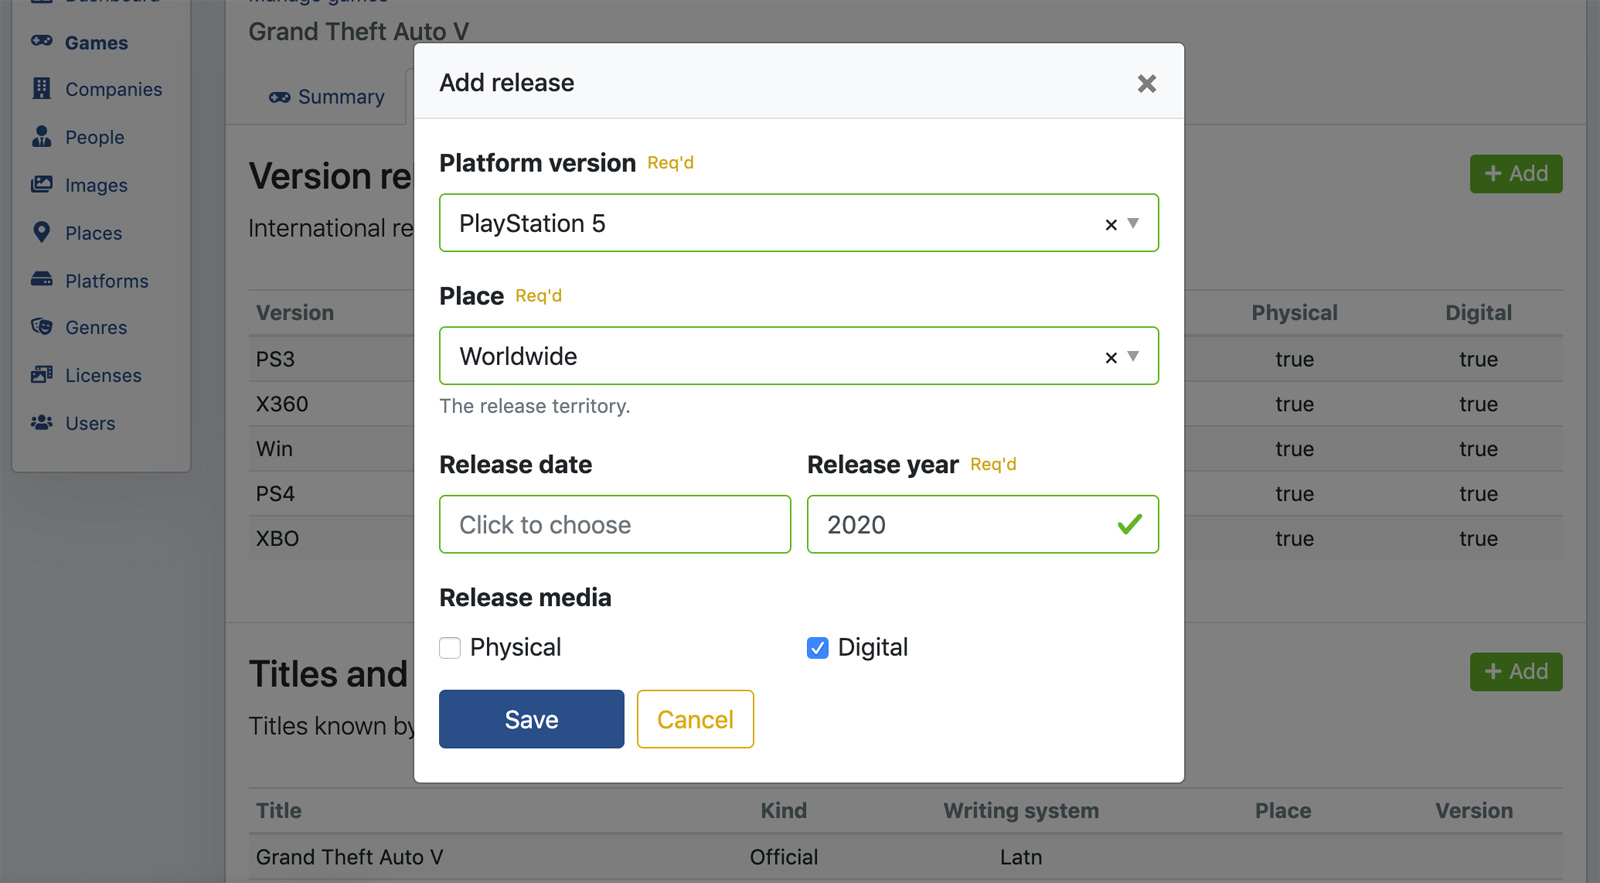 Dashboard
Games
Companies
People
Images
Places
Platforms
Genres
Licenses
Users
Manage games
Grand Theft Auto V
Summary
Version re
International re
+ Add
Version Physical Digital
PS3 true true
X360 true true
Win true true
PS4 true true
XBO true true
Titles and
Titles known by
+ Add
Title Kind Writing system Place Version
Grand Theft Auto V Official Latn
Add release
Platform version Req'd
PlayStation 5
Place Req'd
Worldwide
The release territory.
Release date Release year Req'd
Click to choose 2020
Release media
Physical Digital
Save Cancel